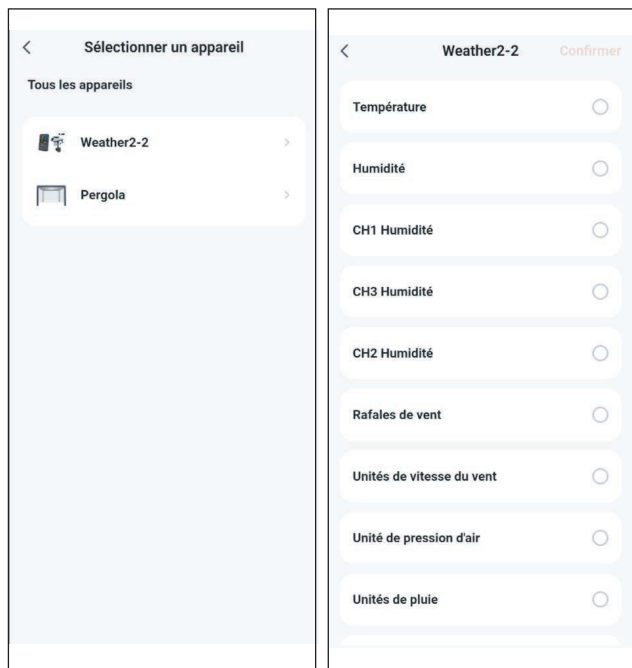 Sélectionner un appareil
Tous les appareils
Weather2-2
Pergola
Weather2-2
Confirmer
Température
Humidité
CH1 Humidité
CH3 Humidité
CH2 Humidité
Rafales de vent
Unités de vitesse du vent
Unité de pression d'air
Unités de pluie